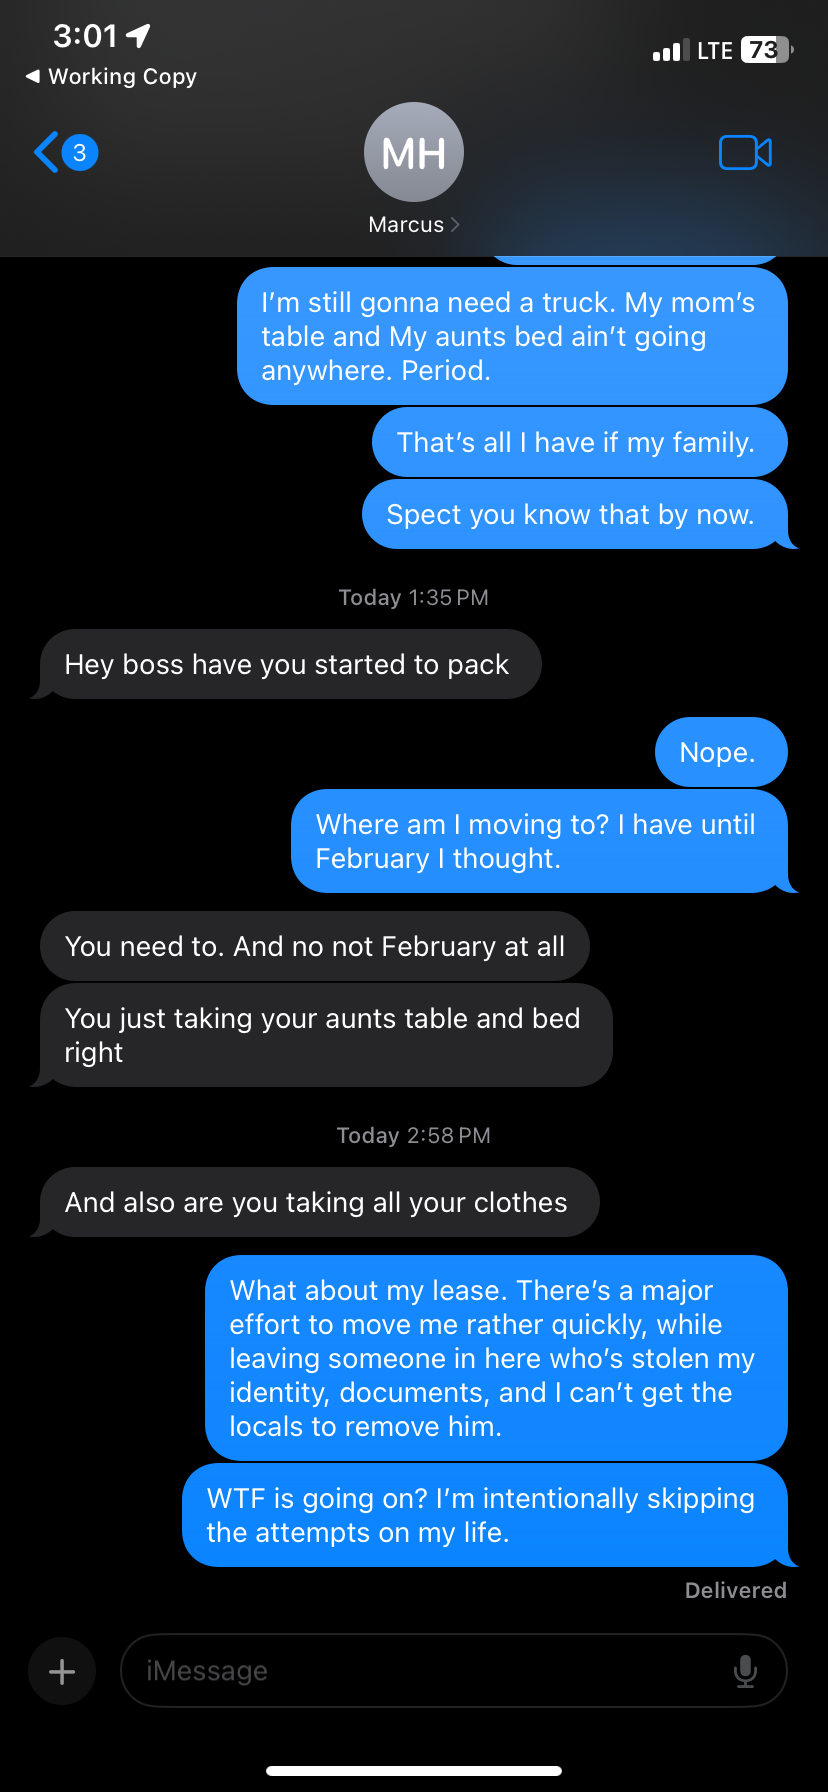 3:01
LTE
73
◀ Working Copy
3
MH
Marcus
I’m still gonna need a truck. My mom’s
table and My aunts bed ain’t going
anywhere. Period.
That’s all I have if my family.
Spect you know that by now.
Today 1:35 PM
Hey boss have you started to pack
Nope.
Where am I moving to? I have until
February I thought.
You need to. And no not February at all
You just taking your aunts table and bed
right
Today 2:58 PM
And also are you taking all your clothes
What about my lease. There’s a major
effort to move me rather quickly, while
leaving someone in here who’s stolen my
identity, documents, and I can’t get the
locals to remove him.
WTF is going on? I’m intentionally skipping
the attempts on my life.
Delivered
iMessage